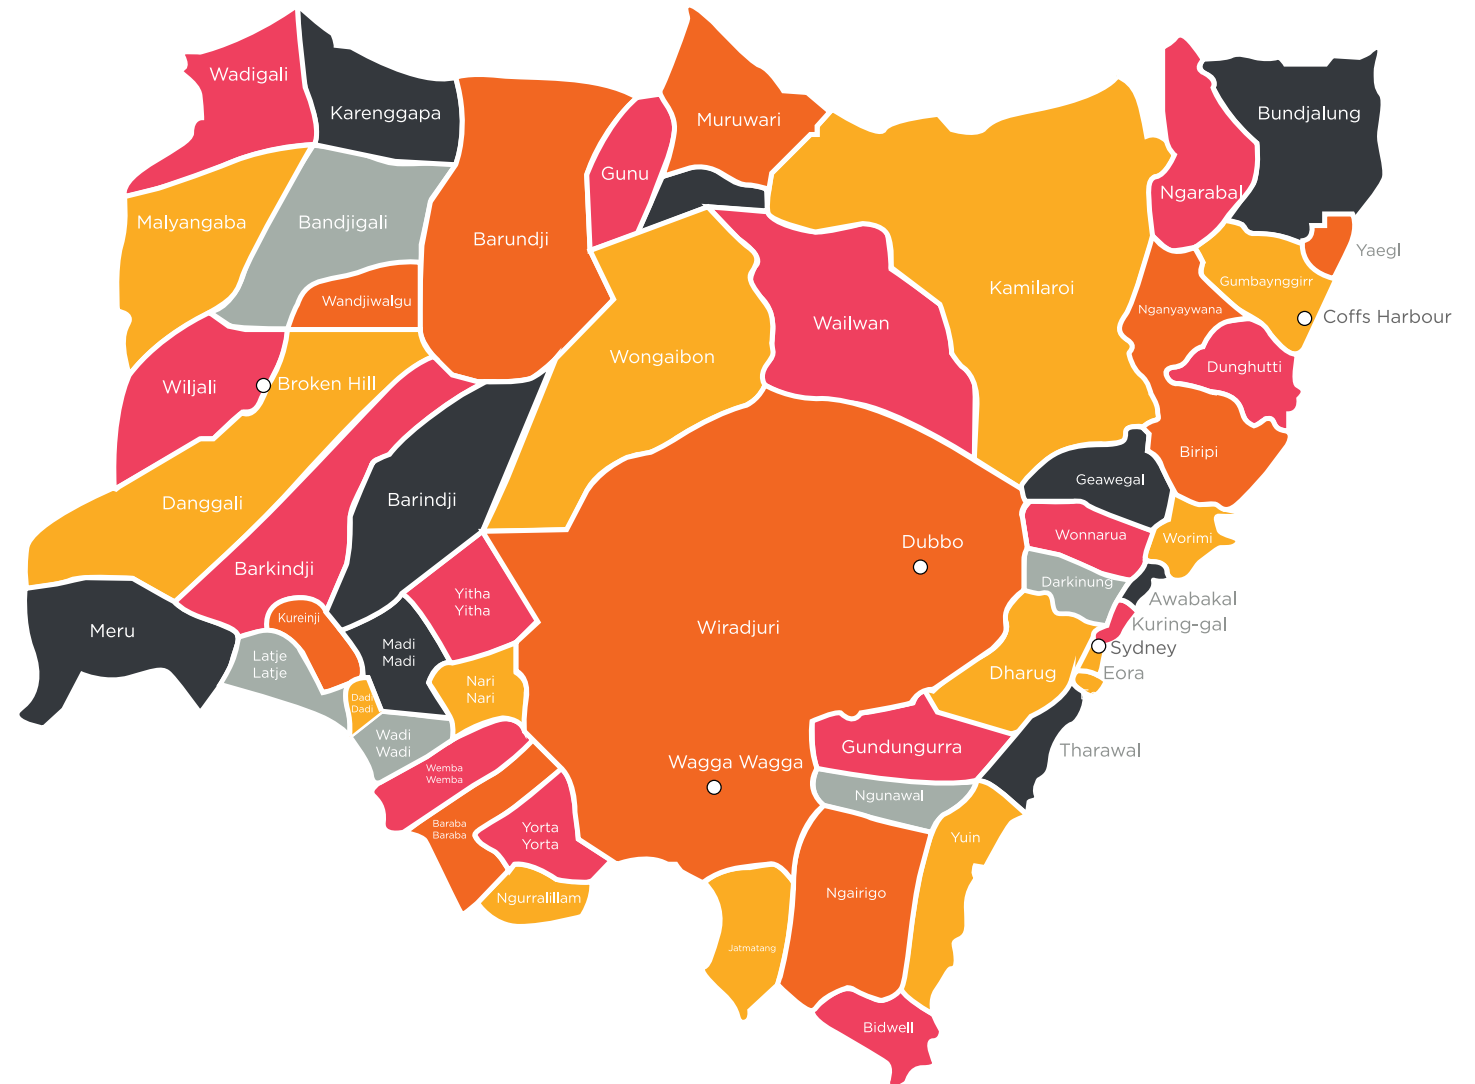 Wadigali
Karenggapa
Muruwari
Bundjalung
Gunu
Ngarabal
Malyangaba
Bandjigali
Barundji
Yaegl
Gumbaynggirr
Kamilaroi
Wandjiwalgu
Nganyaywana
Coffs Harbour
Wailwan
Wongaibon
Dunghutti
Wiljali
Broken Hill
Biripi
Geawegal
Barindji
Danggali
Wonnarua
Worimi
Dubbo
Barkindji
Darkinung
Yitha
Yitha
Awabakal
Kureinji
Kuring-gal
Meru
Wiradjuri
Madi
Madi
Sydney
Latje
Latje
Dharug
Eora
Nari
Nari
Dadi
Dadi
Wadi
Wadi
Gundungurra
Tharawal
Wagga Wagga
Wemba
Wemba
Ngunawal
Baraba
Baraba
Yorta
Yorta
Yuin
Ngurralillam
Ngairigo
Jatmatang
Bidwell